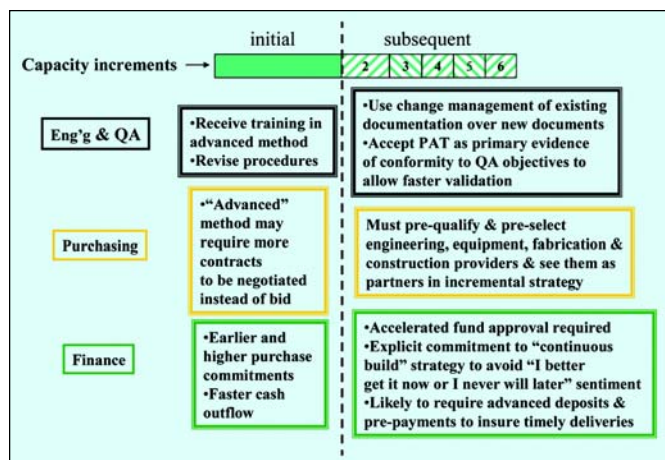 initial
subsequent
Capacity increments
2 3 4 5 6
Eng'g & QA
•Receive training in
advanced method
•Revise procedures
•Use change management of existing
documentation over new documents
•Accept PAT as primary evidence
of conformity to QA objectives to
allow faster validation
Purchasing
•“Advanced”
method may
require more
contracts
to be negotiated
instead of bid
Must pre-qualify & pre-select
engineering, equipment, fabrication &
construction providers & see them as
partners in incremental strategy
Finance
•Earlier and
higher purchase
commitments
•Faster cash
outflow
•Accelerated fund approval required
•Explicit commitment to “continuous
build” strategy to avoid “I better
get it now or I never will later” sentiment
•Likely to require advanced deposits &
pre-payments to insure timely deliveries